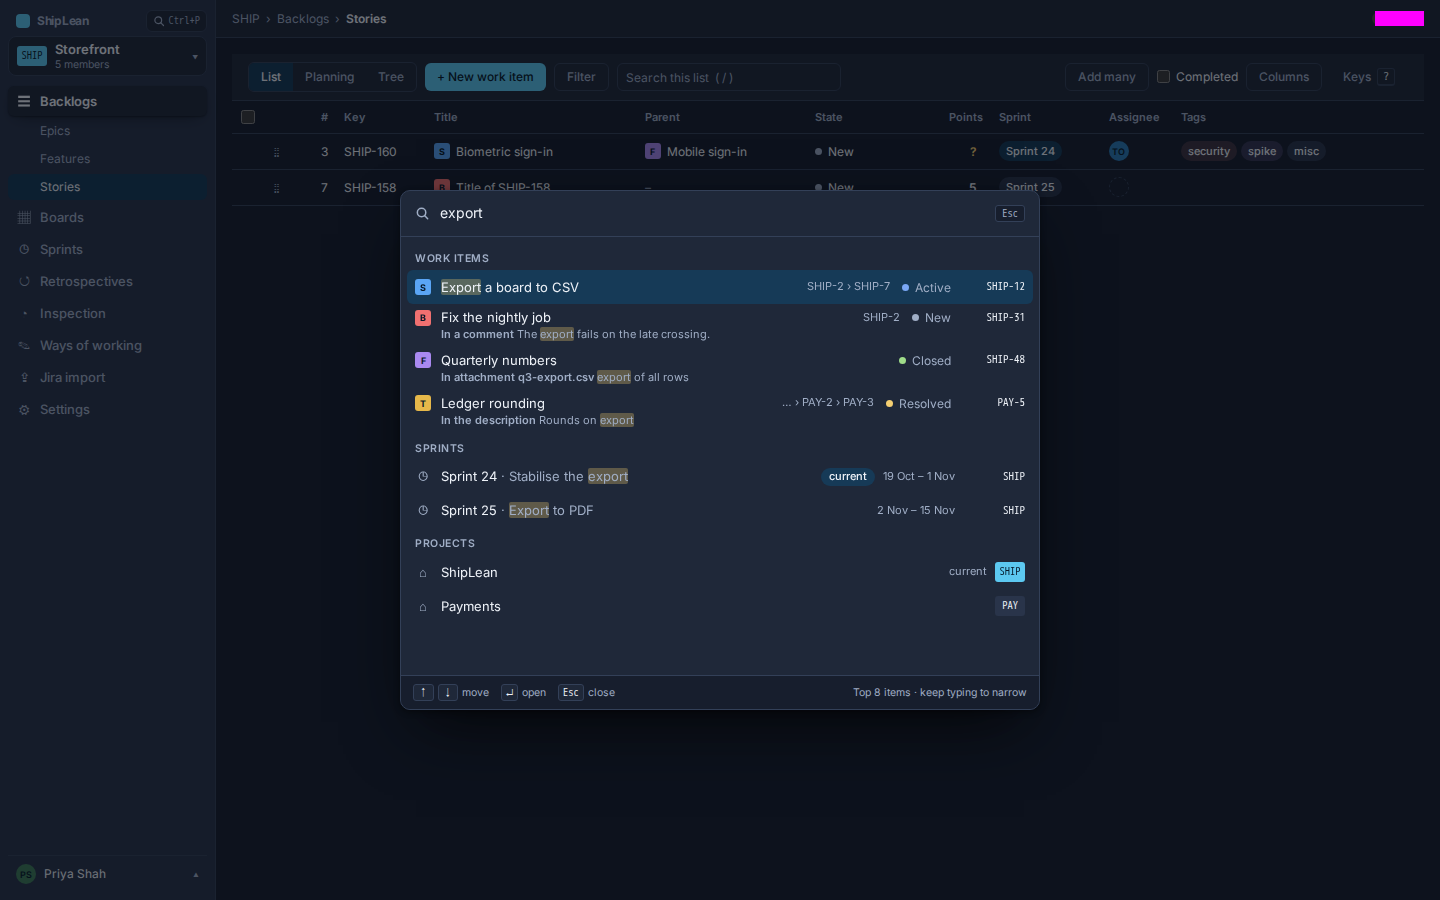 ShipLean
Ctrl+P
SHIP › Backlogs › Stories
SHIP
Storefront
5 members
List
Planning
Tree
+ New work item
Filter
Search this list ( / )
Add many
Completed
Columns
Keys ?
Backlogs
Epics
Features
Stories
Boards
Sprints
Retrospectives
Inspection
Ways of working
Jira import
Settings
# Key Title Parent State Points Sprint Assignee Tags
3 SHIP-160 S Biometric sign-in F Mobile sign-in New ? Sprint 24 TO security spike misc
7 SHIP-158 B Title of SHIP-158 – New 5 Sprint 25
export
Esc
WORK ITEMS
S Export a board to CSV SHIP-2 › SHIP-7 Active SHIP-12
B Fix the nightly job SHIP-2 New SHIP-31
In a comment The export fails on the late crossing.
F Quarterly numbers Closed SHIP-48
In attachment q3-export.csv export of all rows
T Ledger rounding ... › PAY-2 › PAY-3 Resolved PAY-5
In the description Rounds on export
SPRINTS
Sprint 24 · Stabilise the export current 19 Oct – 1 Nov SHIP
Sprint 25 · Export to PDF 2 Nov – 15 Nov SHIP
PROJECTS
ShipLean current SHIP
Payments PAY
↑ ↓ move ↵ open Esc close
Top 8 items · keep typing to narrow
PS Priya Shah